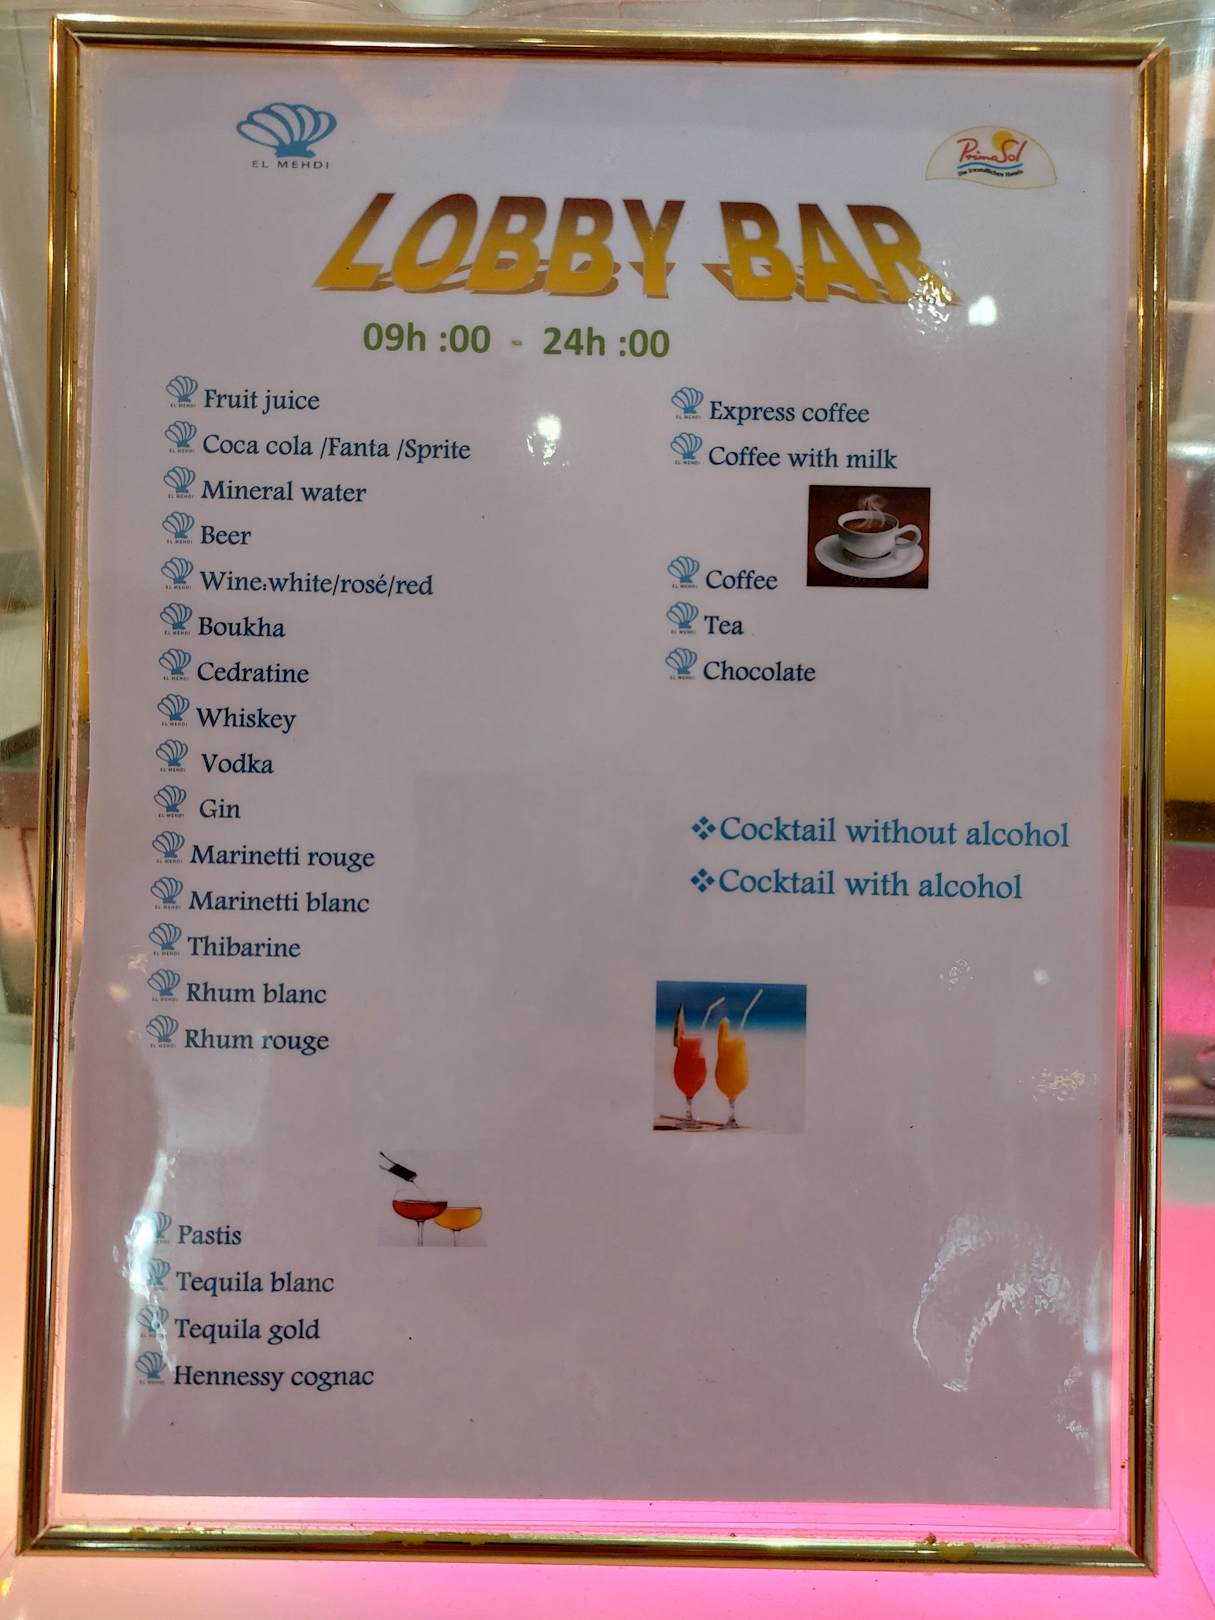 EL MEHDI
PrimaSol
Die freundlichen Hotels
LOBBY BAR
09h :00 - 24h :00
Fruit juice
Coca cola /Fanta /Sprite
Mineral water
Beer
Wine:white/rosé/red
Boukha
Cedratine
Whiskey
Vodka
Gin
Marinetti rouge
Marinetti blanc
Thibarine
Rhum blanc
Rhum rouge
Pastis
Tequila blanc
Tequila gold
Hennessy cognac
Express coffee
Coffee with milk
Coffee
Tea
Chocolate
Cocktail without alcohol
Cocktail with alcohol